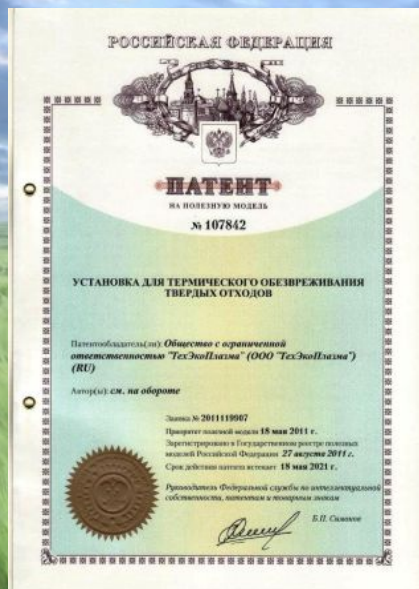 РОССИЙСКАЯ ФЕДЕРАЦИЯ
ПАТЕНТ
НА ПОЛЕЗНУЮ МОДЕЛЬ
№ 107842
УСТАНОВКА ДЛЯ ТЕРМИЧЕСКОГО ОБЕЗВРЕЖИВАНИЯ
ТВЕРДЫХ ОТХОДОВ
Патентообладатель(ли): Общество с ограниченной
ответственностью "ТехЭкоПлазма" (ООО "ТехЭкоПлазма")
(RU)
Автор(ы): см. на обороте
Заявка № 2011119907
Приоритет полезной модели 18 мая 2011 г.
Зарегистрировано в Государственном реестре полезных
моделей Российской Федерации 27 августа 2011 г.
Срок действия патента истекает 18 мая 2021 г.
Руководитель Федеральной службы по интеллектуальной
собственности, патентам и товарным знакам
Б.П. Симонов